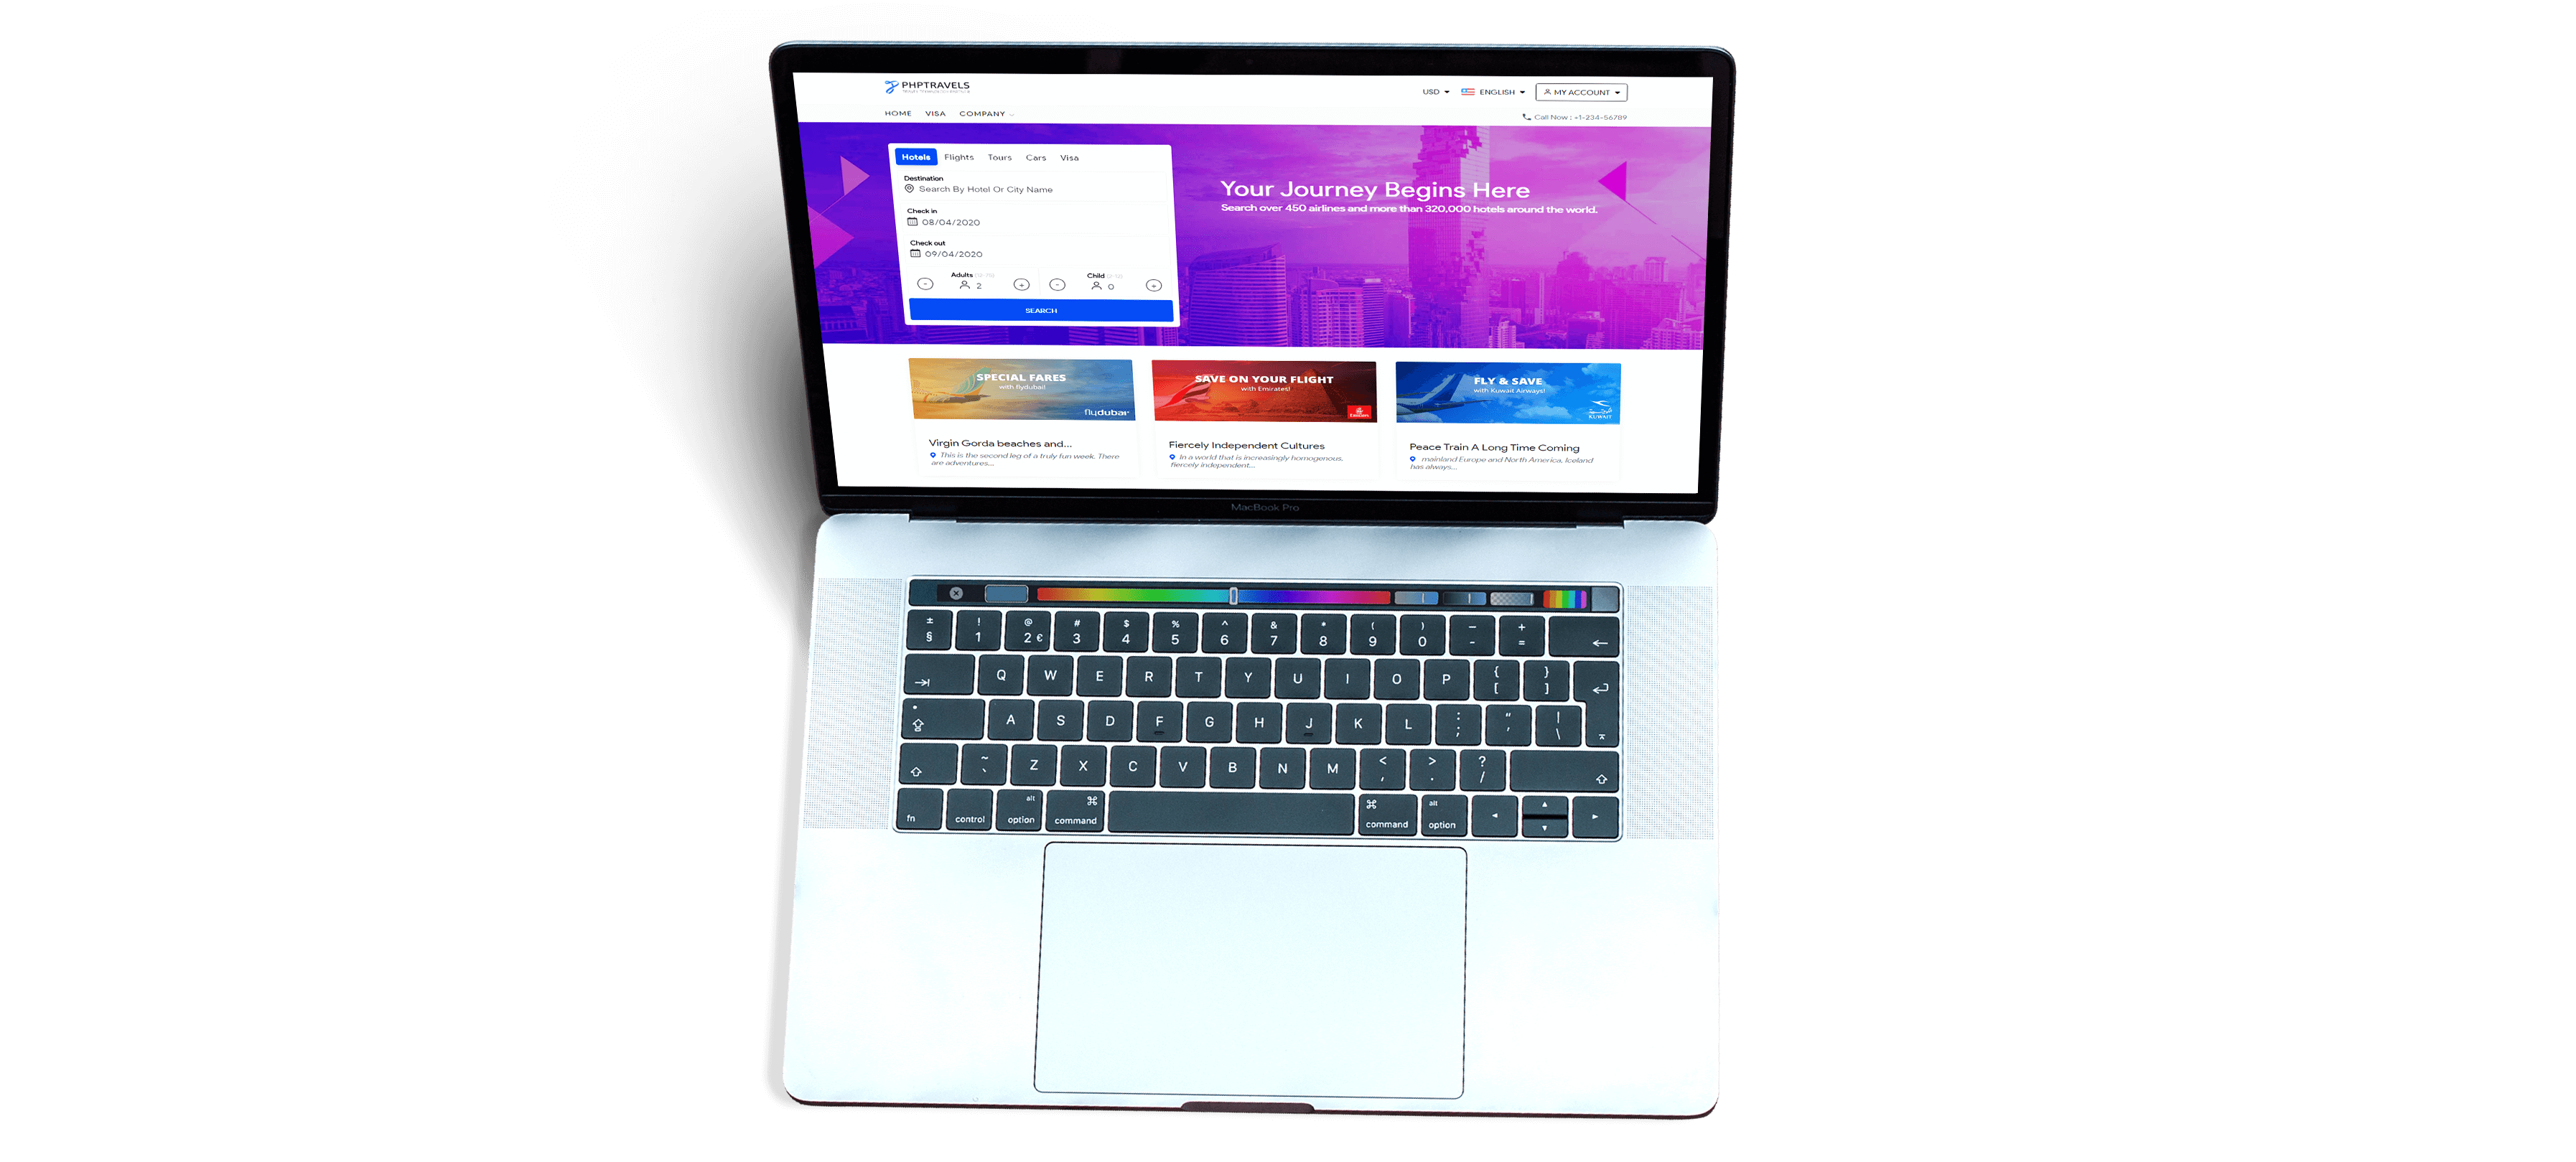 PHPTRAVELS
USD
ENGLISH
MY ACCOUNT
HOME VISA COMPANY
Call Now : +1-234-56789
Hotels Flights Tours Cars Visa
Destination
Search By Hotel Or City Name
Check in
08/04/2020
Check out
09/04/2020
Adults
- 2 +
Child
- 0 +
SEARCH
Your Journey Begins Here
Search over 450 airlines and more than 320,000 hotels around the world.
SPECIAL FARES
with flydubai!
flydubai
Virgin Gorda beaches and...
This is the second leg of a truly fun week. There
are adventures...
SAVE ON YOUR FLIGHT
with Emirates!
Emirates
Fiercely Independent Cultures
In a world that is increasingly homogenous,
fiercely independent...
FLY & SAVE
with Kuwait Airways!
KUWAIT
Peace Train A Long Time Coming
mainland Europe and North America, Iceland
has always...
MacBook Pro
± ! @ # $ % ^ & * ( ) — +
§ 1 2 € 3 4 5 6 7 8 9 0 - =
Q W E R T Y U I O P { [ } ]
A S D F G H J K L : ; " ' | \
~ ` Z X C V B N M < , > . ? /
alt ⌘ ⌘ alt
fn control option command command option